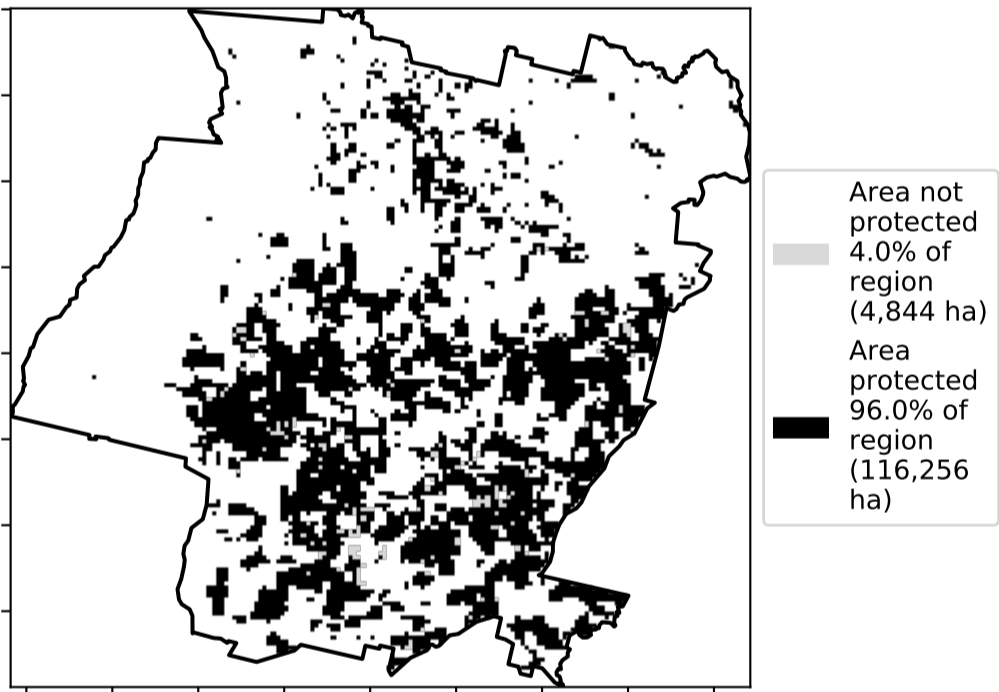 Area not
protected
4.0% of
region
(4,844 ha)
Area
protected
96.0% of
region
(116,256
ha)